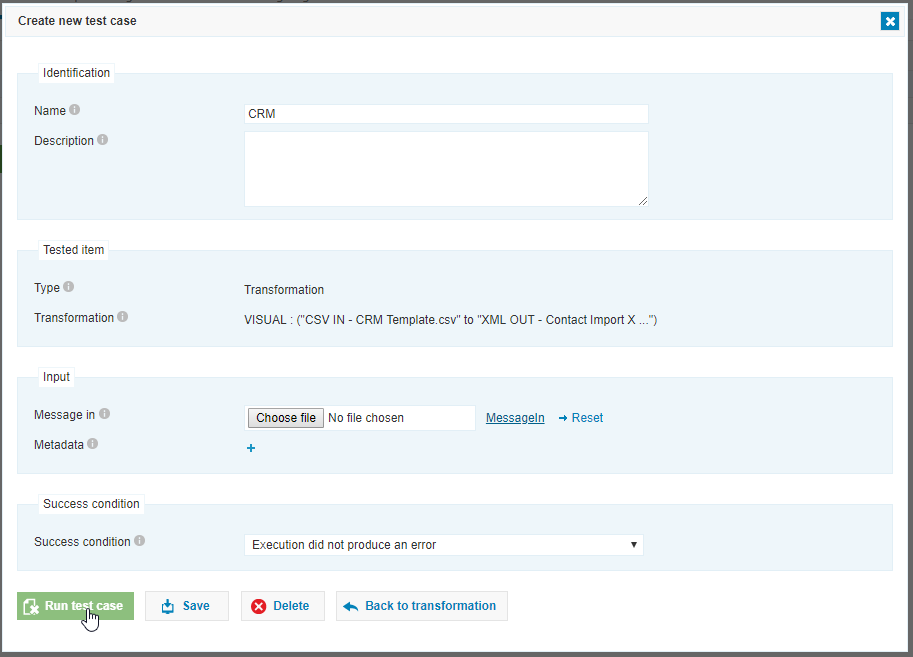 Create new test case
Identification
Name
CRM
Description
Tested item
Type
Transformation
Transformation
VISUAL : ("CSV IN - CRM Template.csv" to "XML OUT - Contact Import X ...")
Input
Message in
Choose file No file chosen MessageIn Reset
Metadata
+
Success condition
Success condition
Execution did not produce an error
Run test case Save Delete Back to transformation